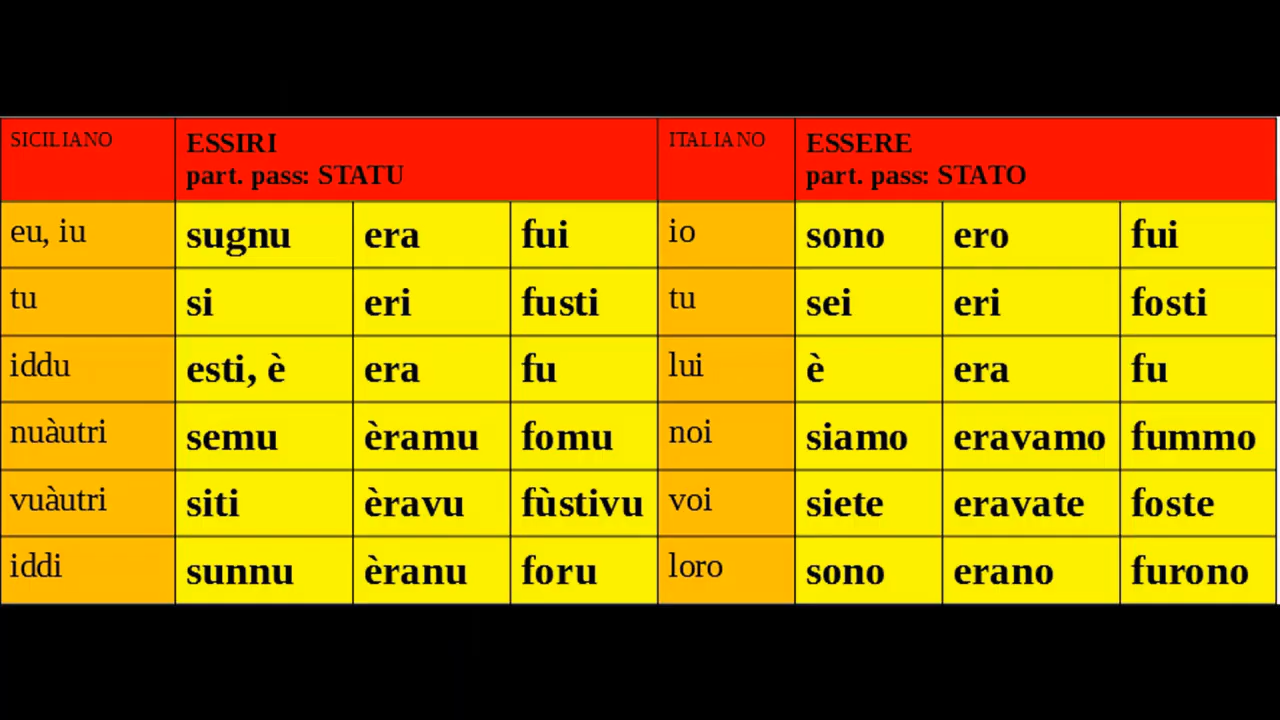 SICILIANO ESSIRI ITALIANO ESSERE
part. pass: STATU part. pass: STATO
eu, iu sugnu era fui io sono ero fui
tu si eri fusti tu sei eri fosti
iddu esti, è era fu lui è era fu
nuàutri semu èramu fomu noi siamo eravamo fummo
vuàutri siti èravu fùstivu voi siete eravate foste
iddi sunnu èranu foru loro sono erano furono